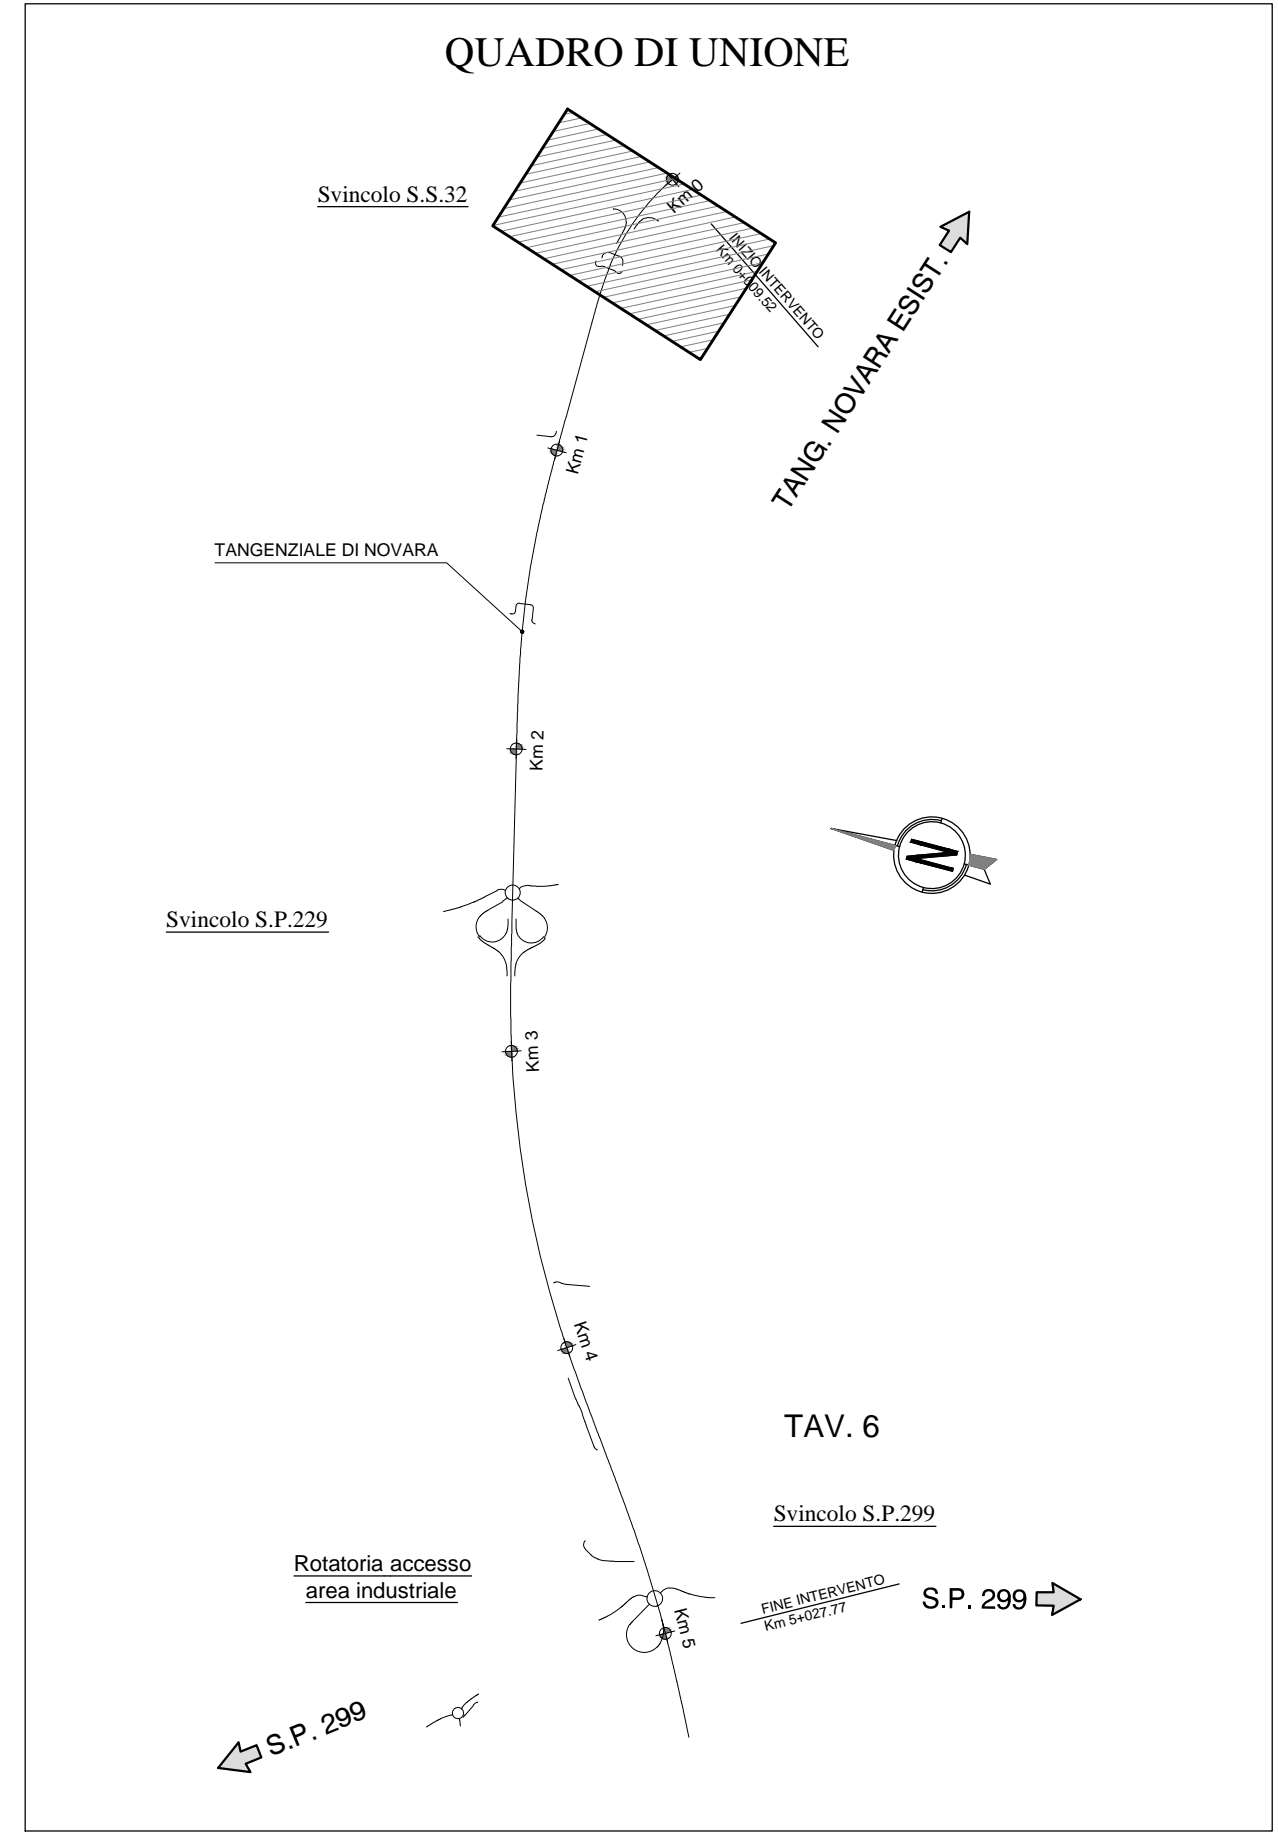 QUADRO DI UNIONE
Svincolo S.S.32
Km 0
INIZIO INTERVENTO
Km 0+009.52
TANG. NOVARA ESIST.
Km 1
TANGENZIALE DI NOVARA
Km 2
N
Svincolo S.P.229
Km 3
Km 4
TAV. 6
Svincolo S.P.299
Rotatoria accesso
area industriale
FINE INTERVENTO
Km 5+027.77
S.P. 299
Km 5
S.P. 299